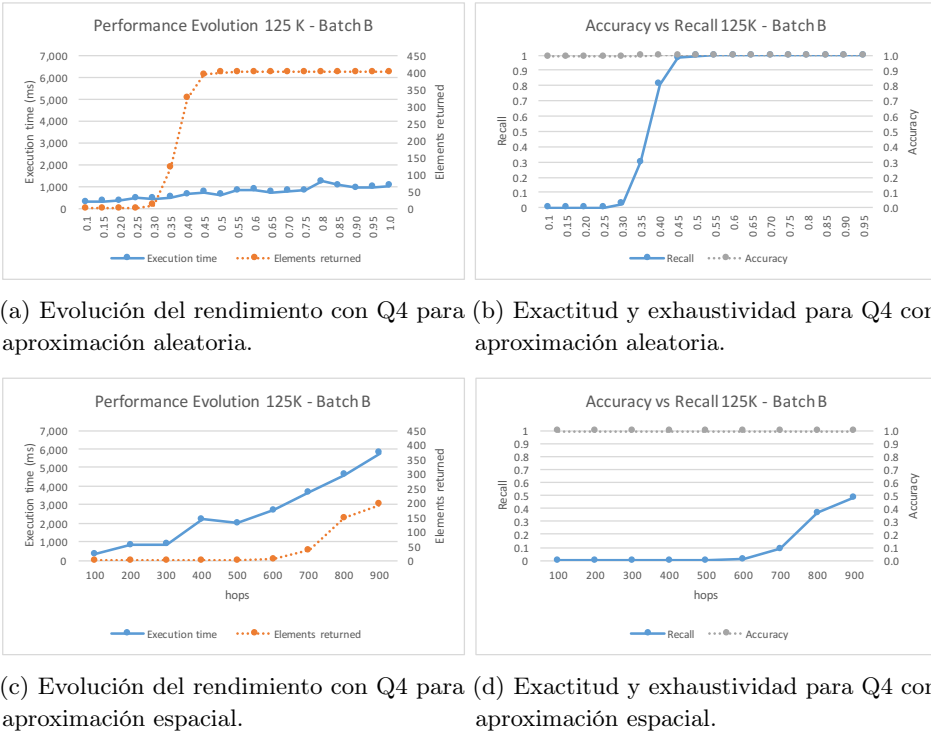 Performance Evolution 125 K - Batch B
Execution time (ms)
7,000
6,000
5,000
4,000
3,000
2,000
1,000
0
450
400
350
300
250
200
150
100
50
0
Elements returned
0.1 0.15 0.20 0.25 0.30 0.35 0.40 0.45 0.5 0.55 0.6 0.65 0.7 0.75 0.8 0.85 0.90 0.95 1.0
Execution time Elements returned
Accuracy vs Recall 125K - Batch B
Recall
1
0.9
0.8
0.7
0.6
0.5
0.4
0.3
0.2
0.1
0
1.0
0.9
0.8
0.7
0.6
0.5
0.4
0.3
0.2
0.1
0.0
Accuracy
0.1 0.15 0.20 0.25 0.30 0.35 0.40 0.45 0.5 0.55 0.6 0.65 0.7 0.75 0.8 0.85 0.90 0.95
Recall Accuracy
(a) Evolución del rendimiento con Q4 para
aproximación aleatoria.
(b) Exactitud y exhaustividad para Q4 con
aproximación aleatoria.
Performance Evolution 125K - Batch B
Execution time (ms)
7,000
6,000
5,000
4,000
3,000
2,000
1,000
0
450
400
350
300
250
200
150
100
50
0
Elements returned
100 200 300 400 500 600 700 800 900
hops
Execution time Elements returned
Accuracy vs Recall 125K - Batch B
Recall
1
0.9
0.8
0.7
0.6
0.5
0.4
0.3
0.2
0.1
0
1.0
0.9
0.8
0.7
0.6
0.5
0.4
0.3
0.2
0.1
0.0
Accuracy
100 200 300 400 500 600 700 800 900
hops
Recall Accuracy
(c) Evolución del rendimiento con Q4 para
aproximación espacial.
(d) Exactitud y exhaustividad para Q4 con
aproximación espacial.